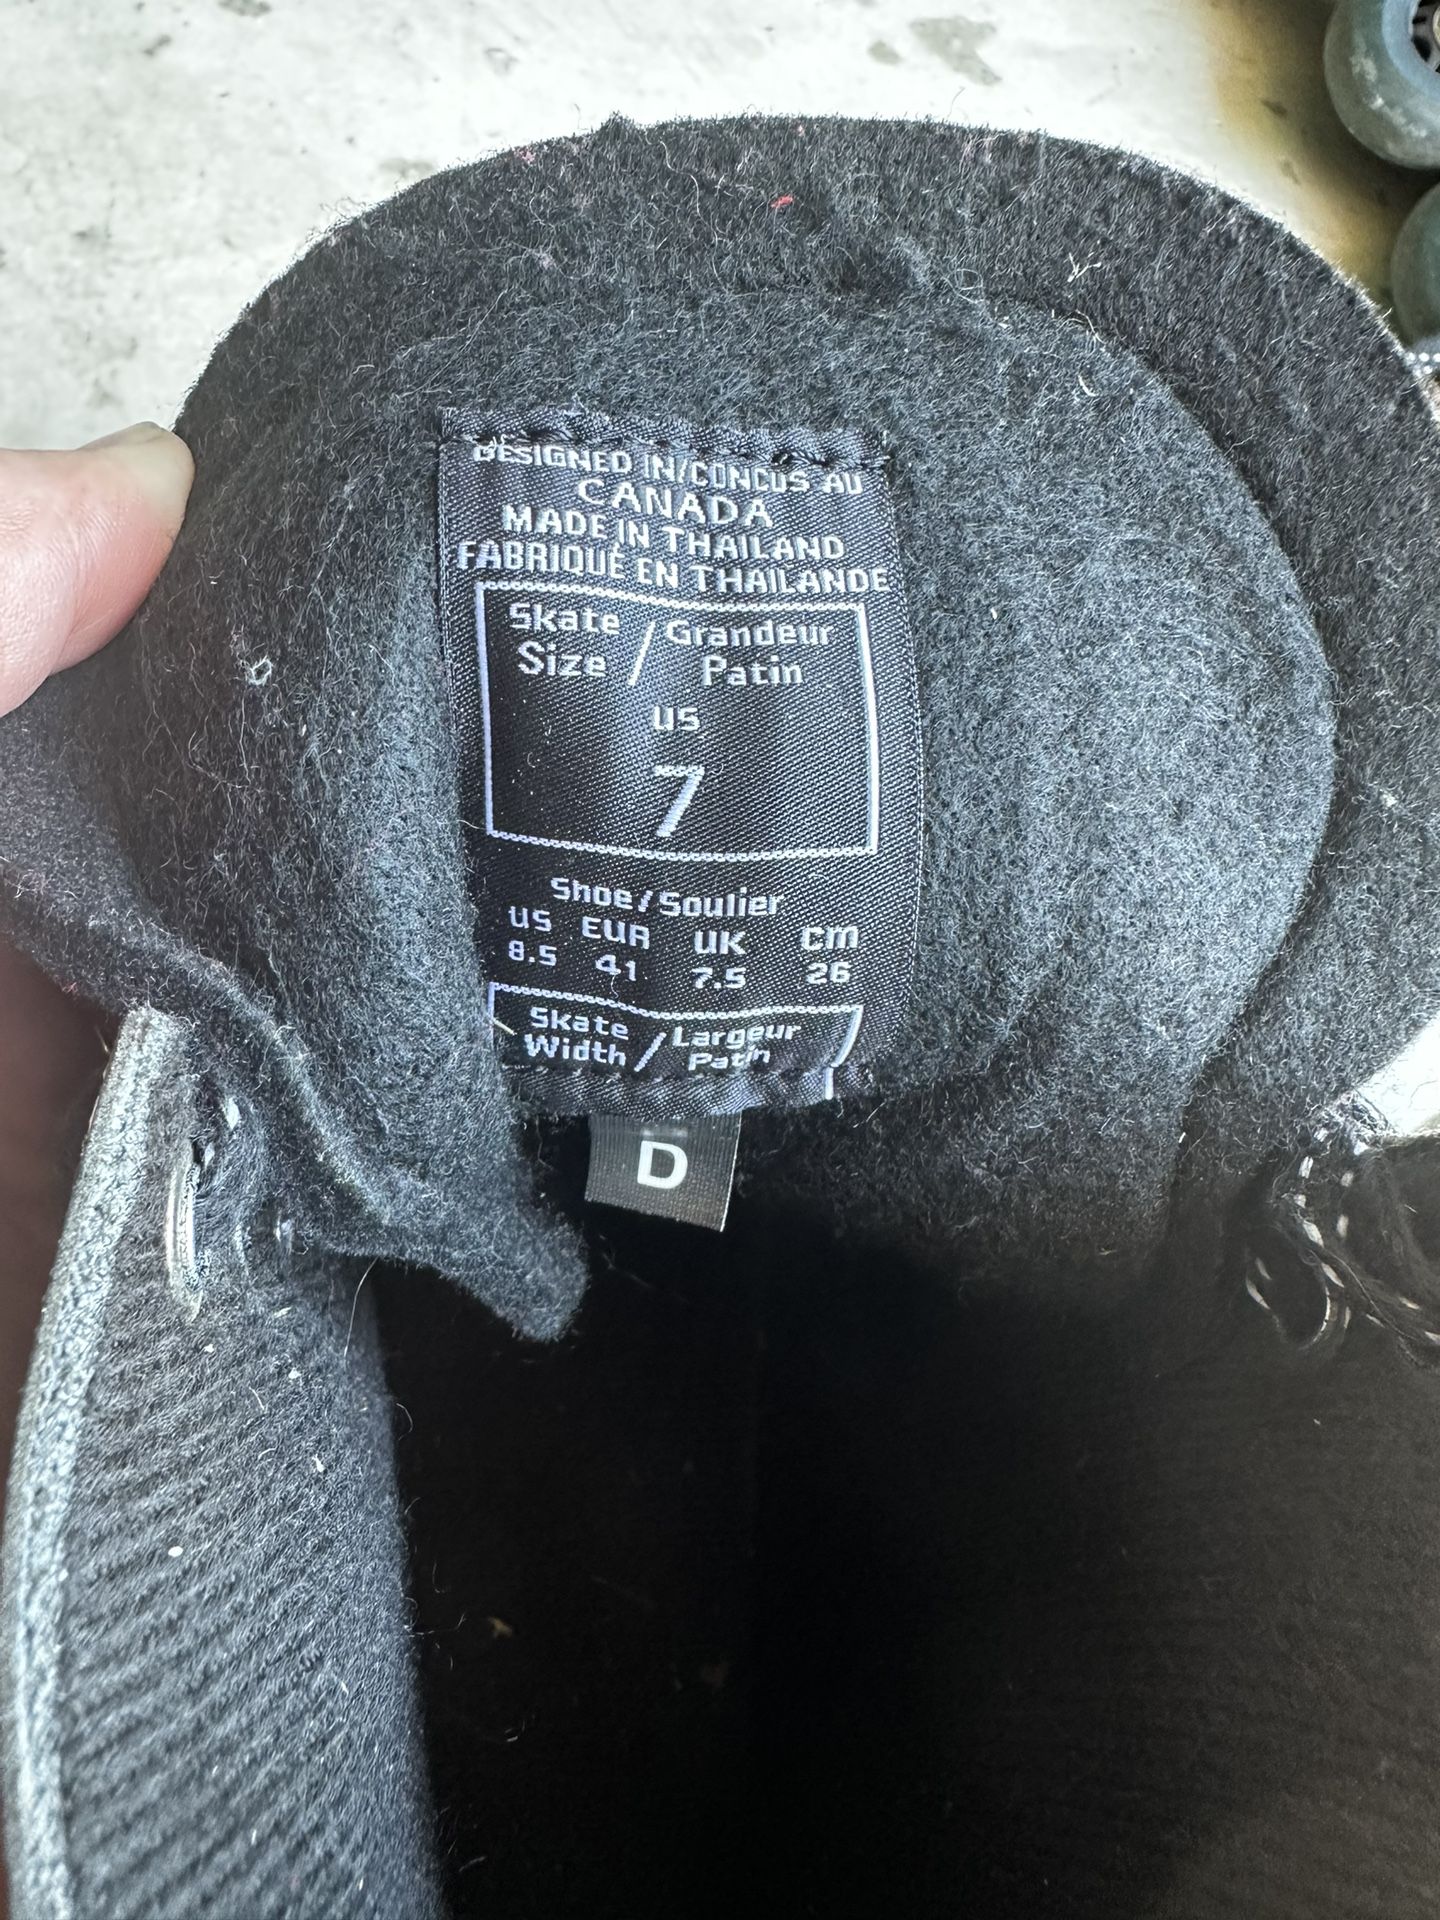 DESIGNED IN/CONCUS AU
CANADA
MADE IN THAILAND
FABRIQUÉ EN THAILANDE
Skate / Grandeur
Size / Patin
US
7
Shoe/Soulier
US EUR UK cm
8.5 41 7.5 26
Skate / Largeur
Width / Patin
D